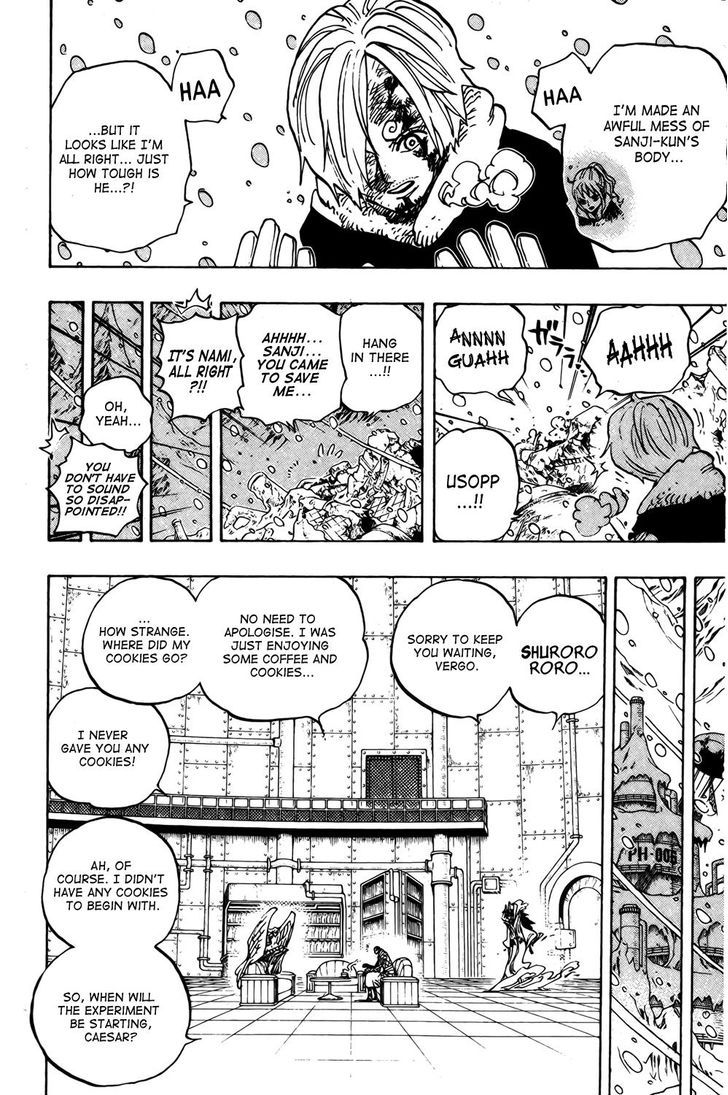 I'M MADE AN
AWFUL MESS OF
SANJI-KUN'S
BODY...
HAA
HAA
...BUT IT
LOOKS LIKE I'M
ALL RIGHT... JUST
HOW TOUGH IS
HE...?!
AAHHH
ガラッ
ANNNN
GUAHH
USOPP
...!!
HANG
IN THERE
...!!
AHHHH...
SANJI...
YOU CAME
TO SAVE
ME...
IT'S NAMI,
ALL RIGHT
?!!
OH,
YEAH...
YOU
DON'T HAVE
TO SOUND
SO DISAP-
POINTED!!
PH-006
SHURORO
RORO...
SORRY TO KEEP
YOU WAITING,
VERGO.
NO NEED TO
APOLOGISE. I WAS
JUST ENJOYING
SOME COFFEE AND
COOKIES...
...
HOW STRANGE.
WHERE DID MY
COOKIES GO?
I NEVER
GAVE YOU ANY
COOKIES!
AH, OF
COURSE. I DIDN'T
HAVE ANY COOKIES
TO BEGIN WITH.
SO, WHEN WILL
THE EXPERIMENT
BE STARTING,
CAESAR?